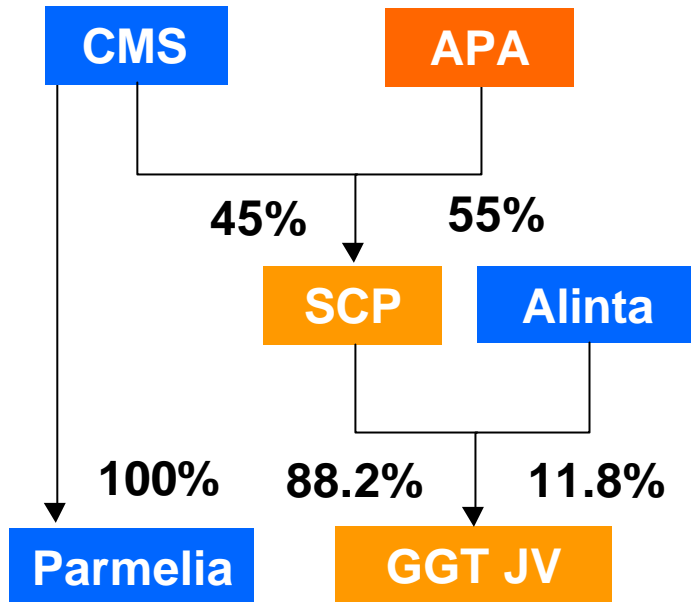 CMS
APA
45%
55%
SCP
Alinta
100%
88.2%
11.8%
Parmelia
GGT JV